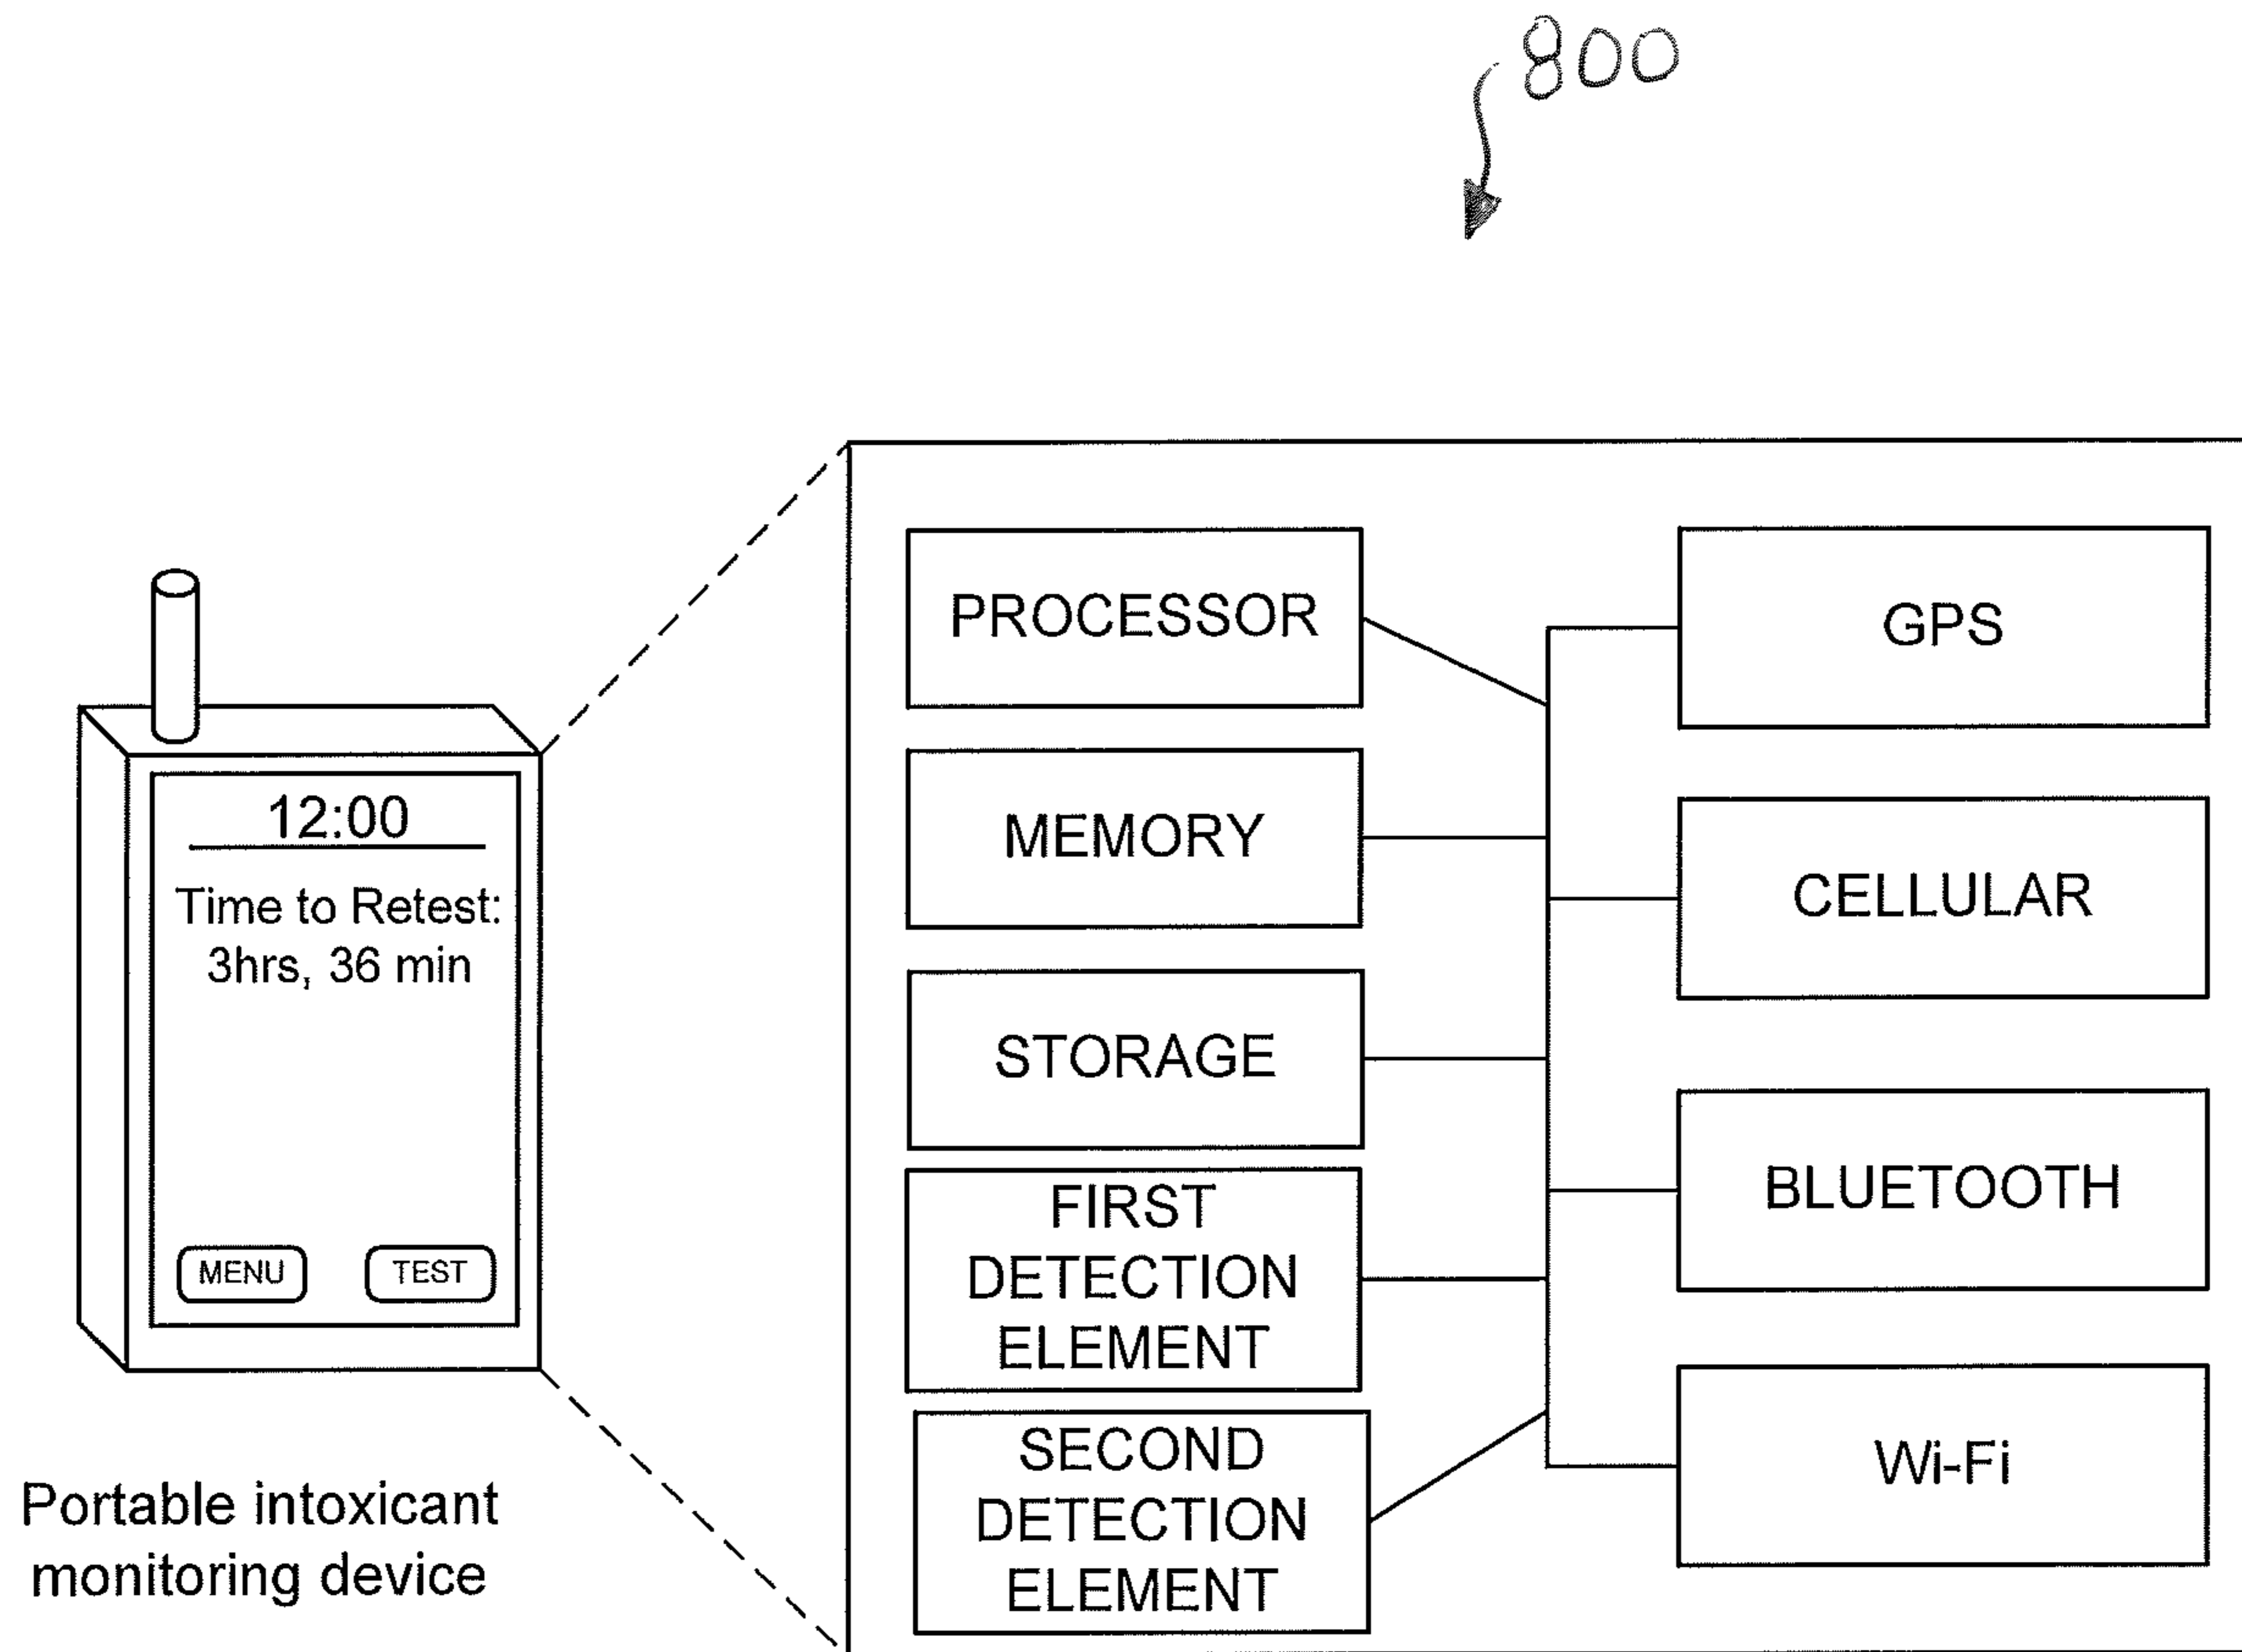 800
12:00
Time to Retest:
3hrs, 36 min
MENU
TEST
Portable intoxicant
monitoring device
PROCESSOR
MEMORY
STORAGE
FIRST
DETECTION
ELEMENT
SECOND
DETECTION
ELEMENT
GPS
CELLULAR
BLUETOOTH
Wi-Fi